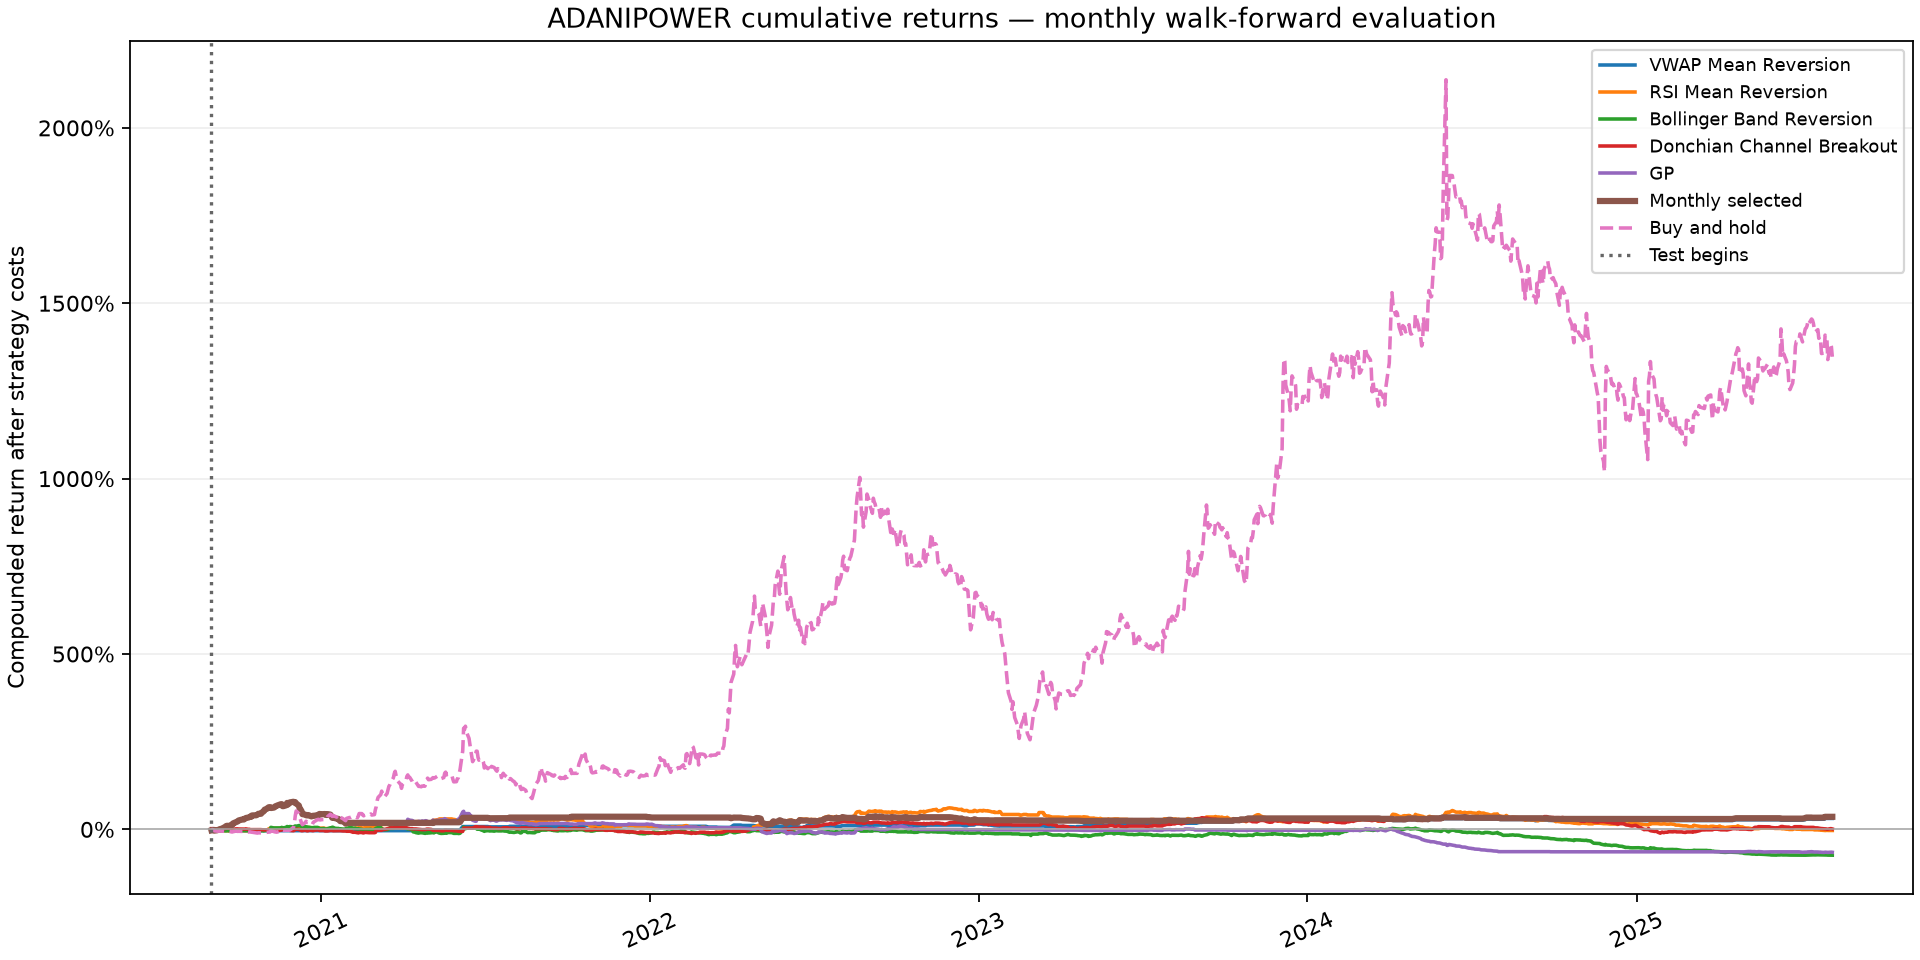 ADANIPOWER cumulative returns — monthly walk-forward evaluation
Compounded return after strategy costs
2000%
1500%
1000%
500%
0%
2021
2022
2023
2024
2025
VWAP Mean Reversion
RSI Mean Reversion
Bollinger Band Reversion
Donchian Channel Breakout
GP
Monthly selected
Buy and hold
Test begins